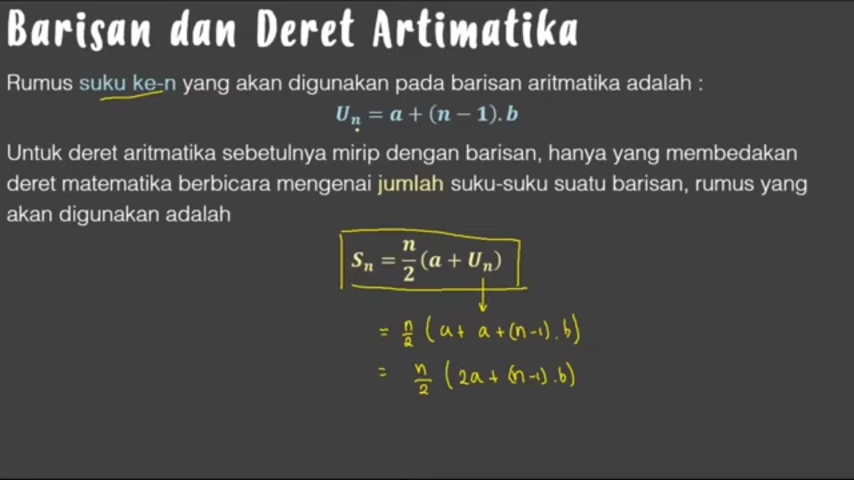 Barisan dan Deret Artimatika
Rumus suku ke-n yang akan digunakan pada barisan aritmatika adalah :
Uₙ = a + (n − 1). b
Untuk deret aritmatika sebetulnya mirip dengan barisan, hanya yang membedakan
deret matematika berbicara mengenai jumlah suku-suku suatu barisan, rumus yang
akan digunakan adalah
Sₙ = n/2 (a + Uₙ)
= n/2 ( a + a + (n-1) . b)
= n/2 ( 2a + (n-1) . b)